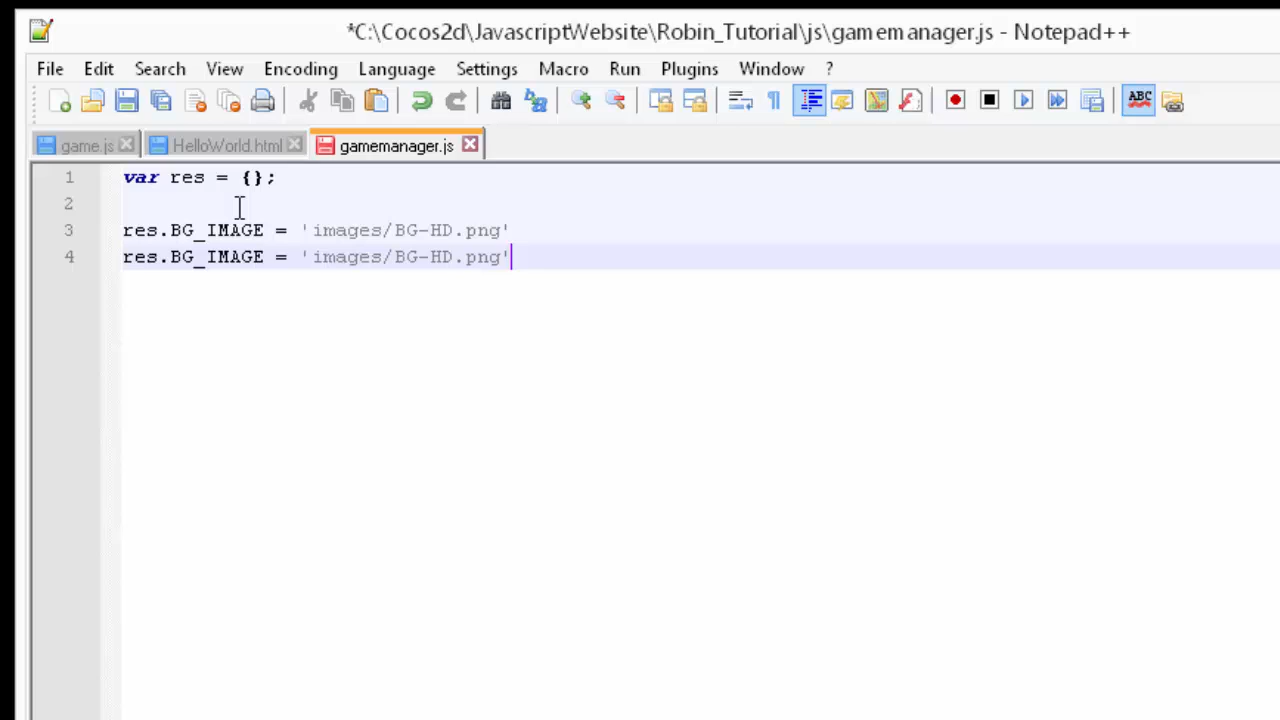 *C:\Cocos2d\JavascriptWebsite\Robin_Tutorial\js\gamemanager.js - Notepad++
File Edit Search View Encoding Language Settings Macro Run Plugins Window ?
ABC
game.js HelloWorld.html gamemanager.js
1 var res = {};
2
3 res.BG_IMAGE = 'images/BG-HD.png'
4 res.BG_IMAGE = 'images/BG-HD.png'